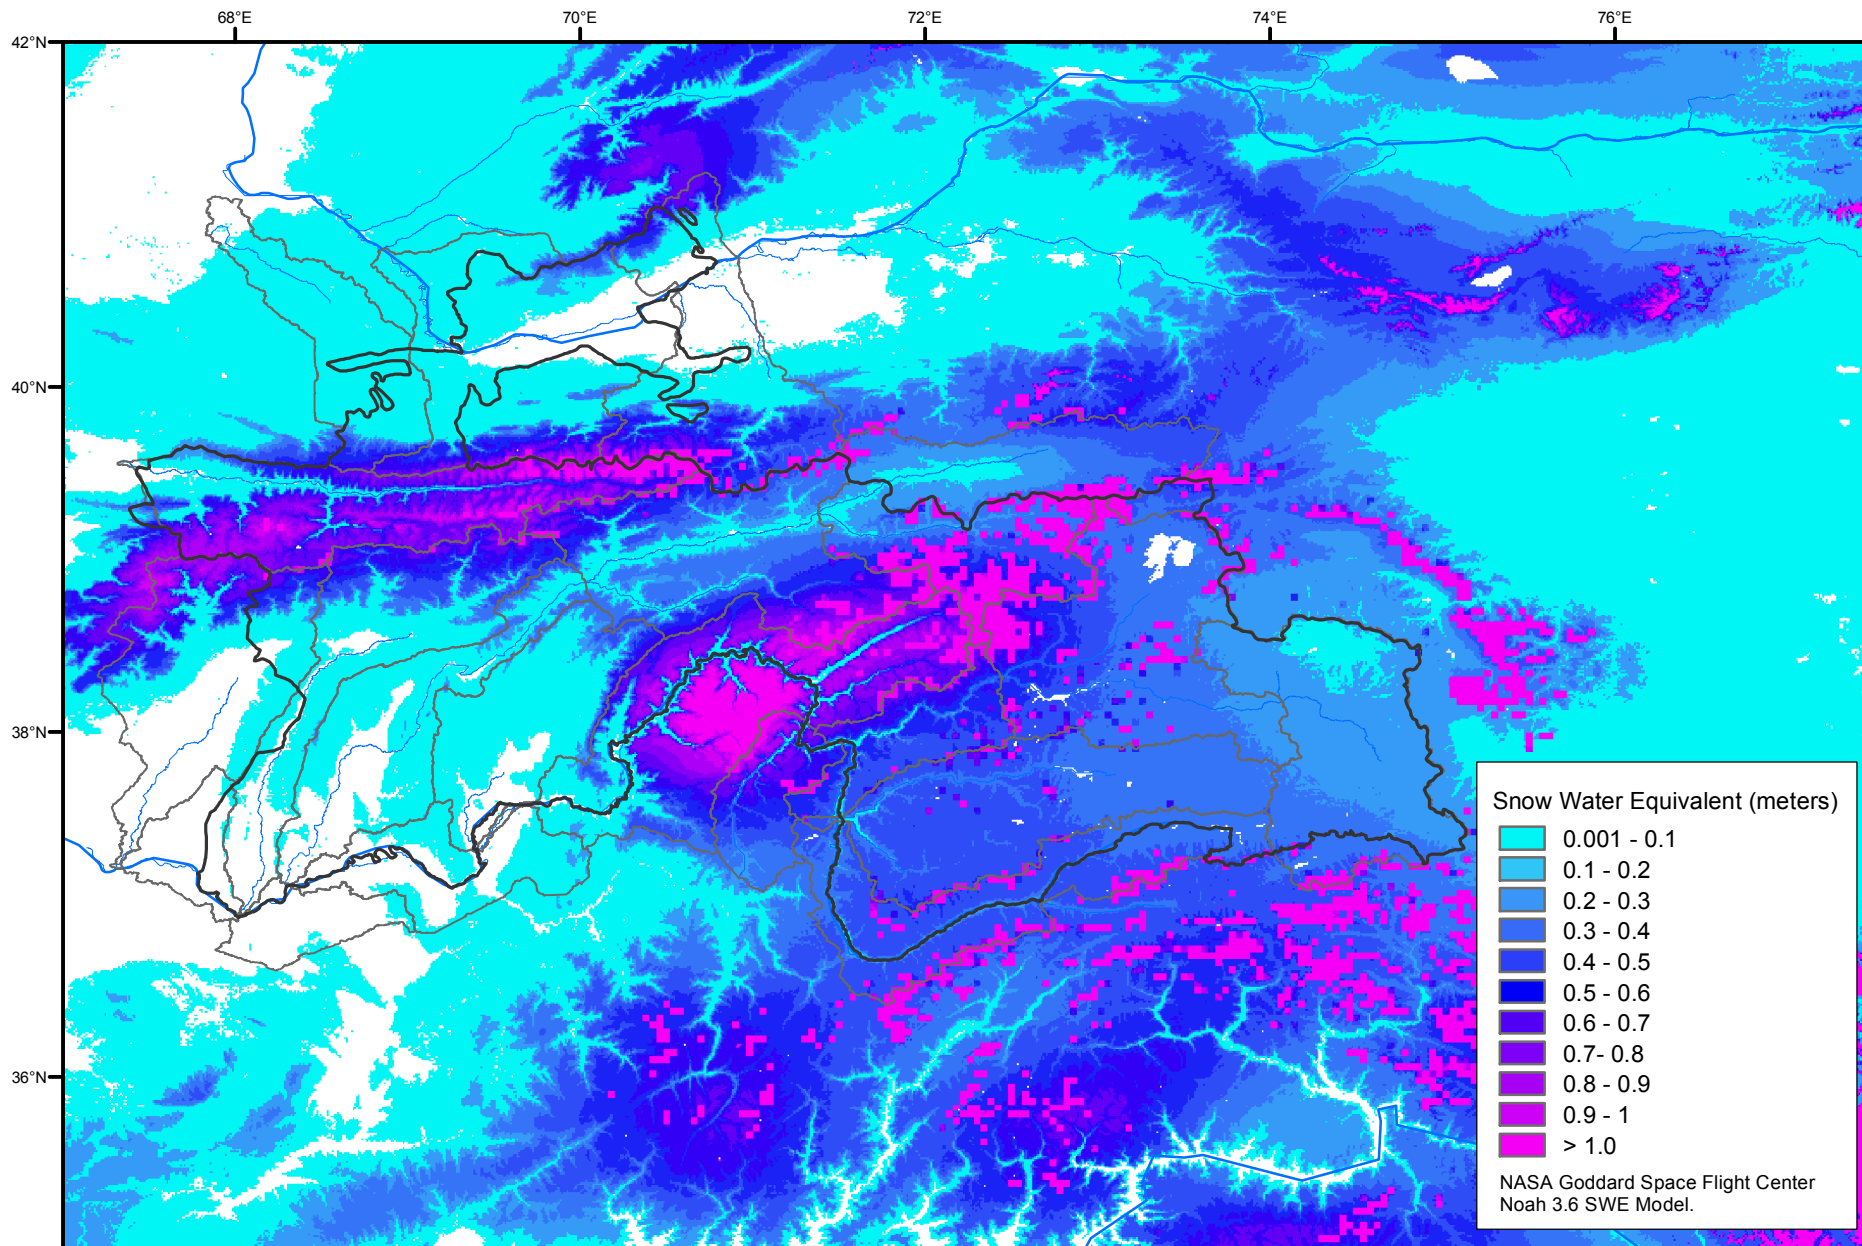 68°E 70°E 72°E 74°E 76°E
42°N
40°N
38°N
36°N
Snow Water Equivalent (meters)
0.001 - 0.1
0.1 - 0.2
0.2 - 0.3
0.3 - 0.4
0.4 - 0.5
0.5 - 0.6
0.6 - 0.7
0.7- 0.8
0.8 - 0.9
0.9 - 1
> 1.0
NASA Goddard Space Flight Center
Noah 3.6 SWE Model.